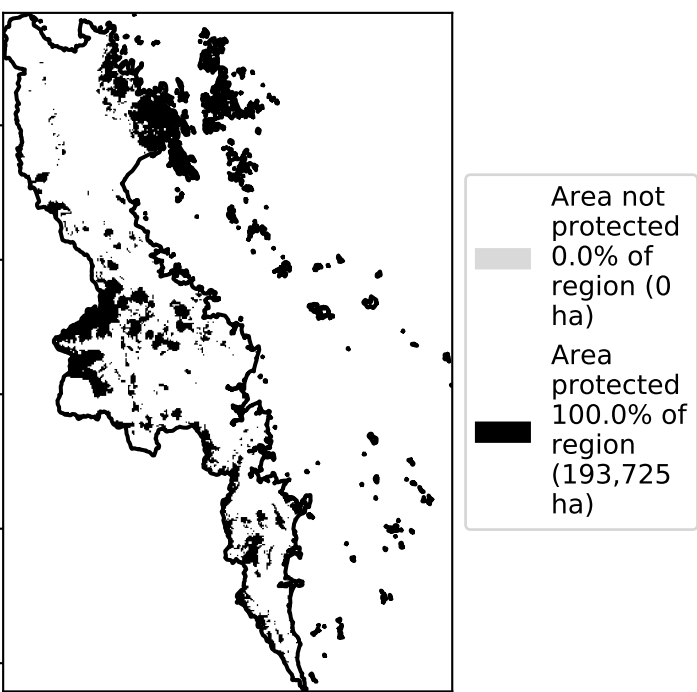 Area not
protected
0.0% of
region (0
ha)
Area
protected
100.0% of
region
(193,725
ha)